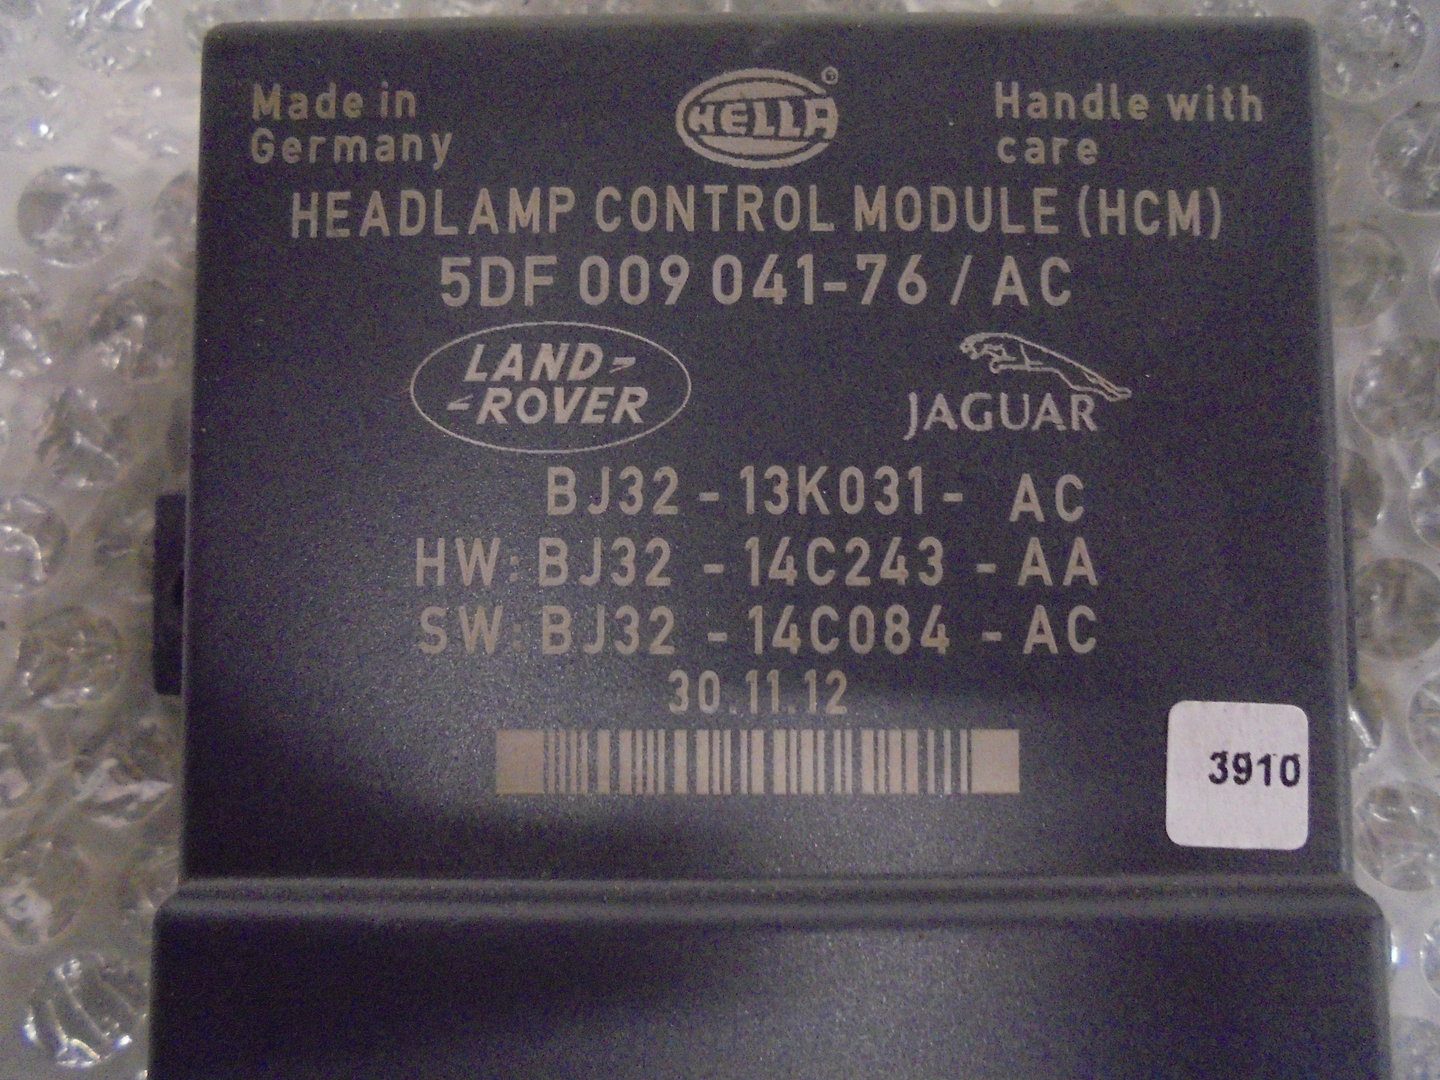 Made in
Germany
HELLA®
Handle with
care
HEADLAMP CONTROL MODULE (HCM)
5DF 009 041-76 / AC
LAND-
-ROVER
JAGUAR
BJ32 - 13K031 - AC
HW: BJ32 - 14C243 - AA
SW: BJ32 - 14C084 - AC
30.11.12
3910